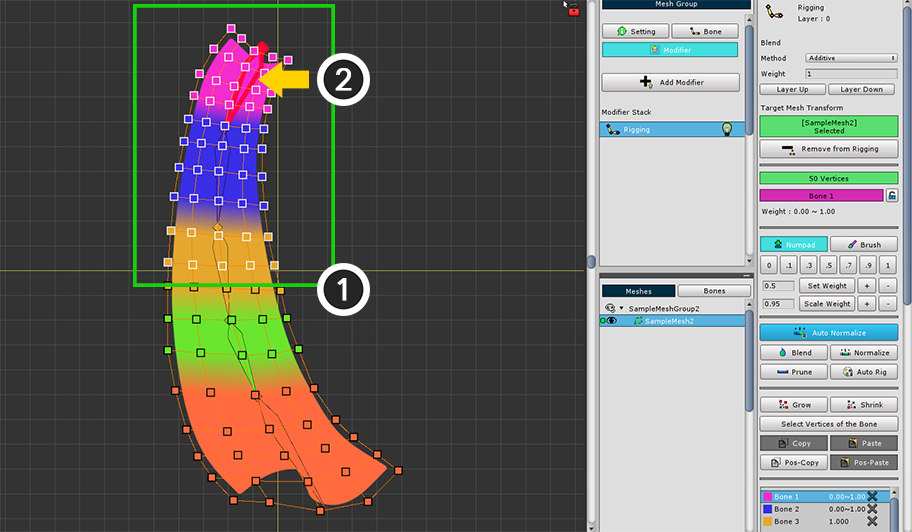 Mesh Group
Setting
Bone
Modifier
Add Modifier
Modifier Stack
Rigging
Meshes
Bones
SampleMeshGroup2
SampleMesh2
Rigging
Layer : 0
Blend
Method
Additive
Weight
1
Layer Up
Layer Down
Target Mesh Transform
[SampleMesh2]
Selected
Remove from Rigging
50 Vertices
Bone 1
Weight : 0.00 ~ 1.00
Numpad
Brush
0 .1 .3 .5 .7 .9 1
0.5 Set Weight + -
0.95 Scale Weight + -
Auto Normalize
Blend
Normalize
Prune
Auto Rig
Grow
Shrink
Select Vertices of the Bone
Copy
Paste
Pos-Copy
Pos-Paste
Bone 1 0.00~1.00
Bone 2 0.00~1.00
Bone 3 1.000
2
1